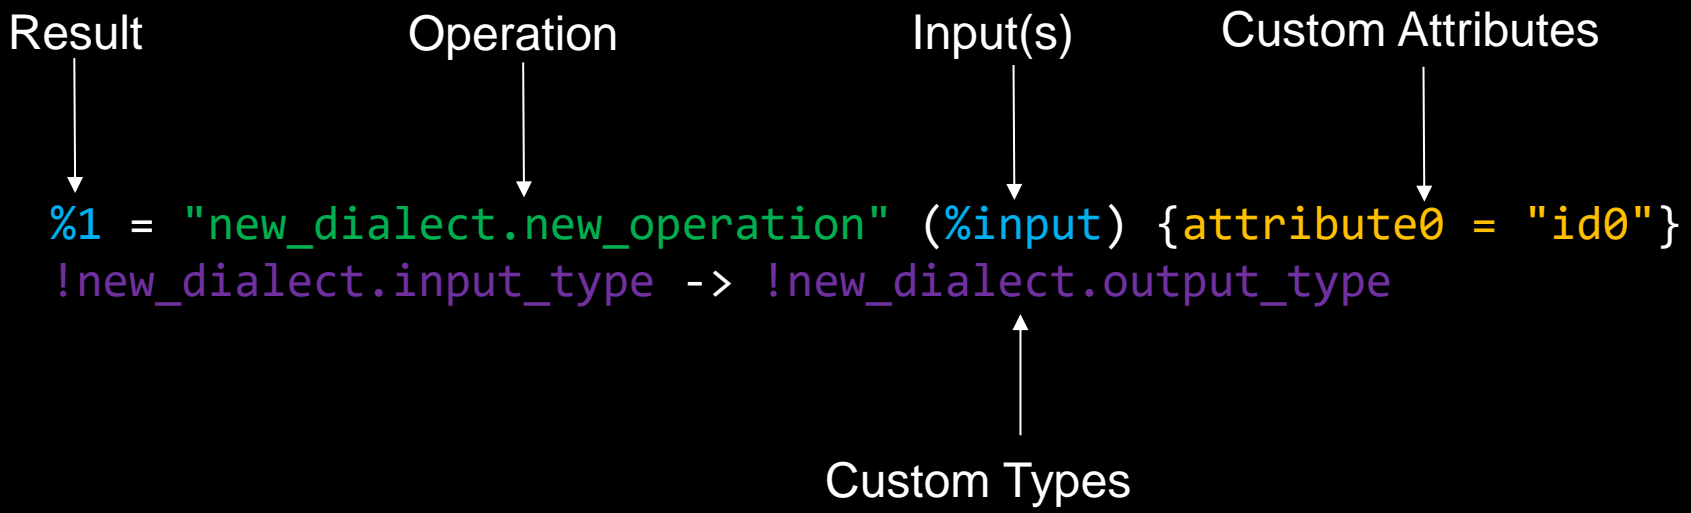 Result Operation Input(s) Custom Attributes
%1 = "new_dialect.new_operation" (%input) {attribute0 = "id0"}
!new_dialect.input_type -> !new_dialect.output_type
Custom Types